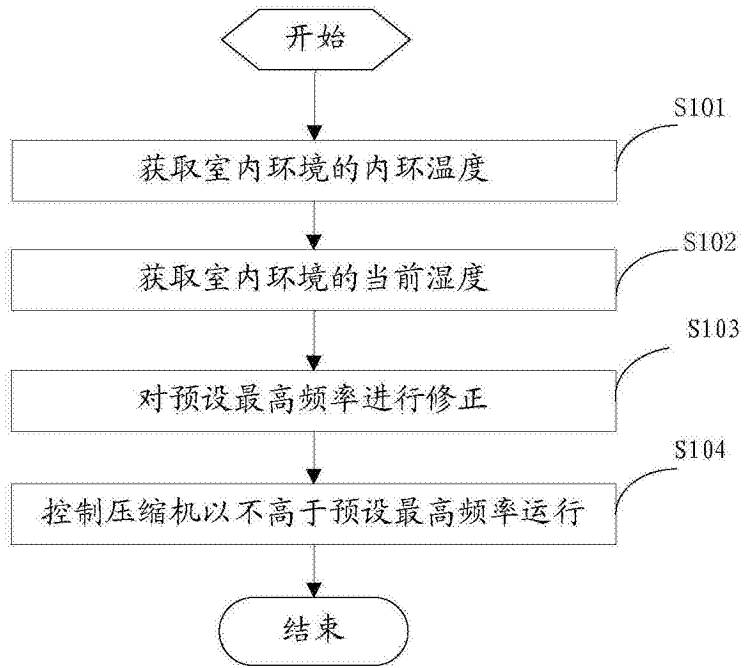 开始
S101
获取室内环境的内环温度
S102
获取室内环境的当前湿度
S103
对预设最高频率进行修正
S104
控制压缩机以不高于预设最高频率运行
结束